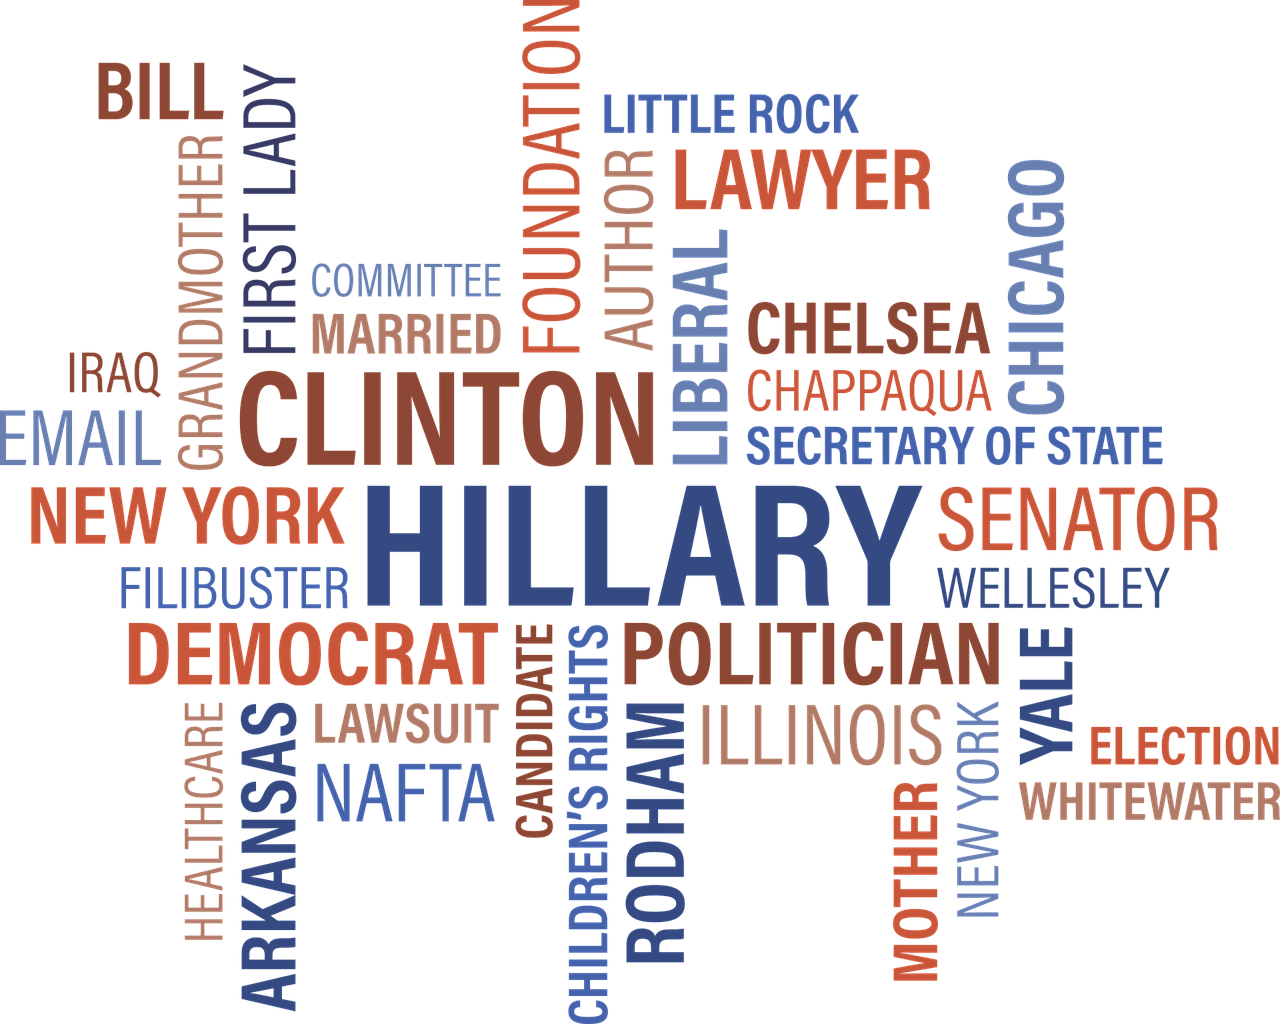 BILL
FIRST LADY
FOUNDATION
LITTLE ROCK
GRANDMOTHER
AUTHOR
LAWYER
CHICAGO
LIBERAL
COMMITTEE
MARRIED
CHELSEA
IRAQ
CLINTON
CHAPPAQUA
EMAIL
SECRETARY OF STATE
NEW YORK
HILLARY
SENATOR
FILIBUSTER
WELLESLEY
DEMOCRAT
CANDIDATE
CHILDREN'S RIGHTS
POLITICIAN
YALE
HEALTHCARE
ARKANSAS
LAWSUIT
RODHAM
ILLINOIS
NEW YORK
ELECTION
NAFTA
MOTHER
WHITEWATER